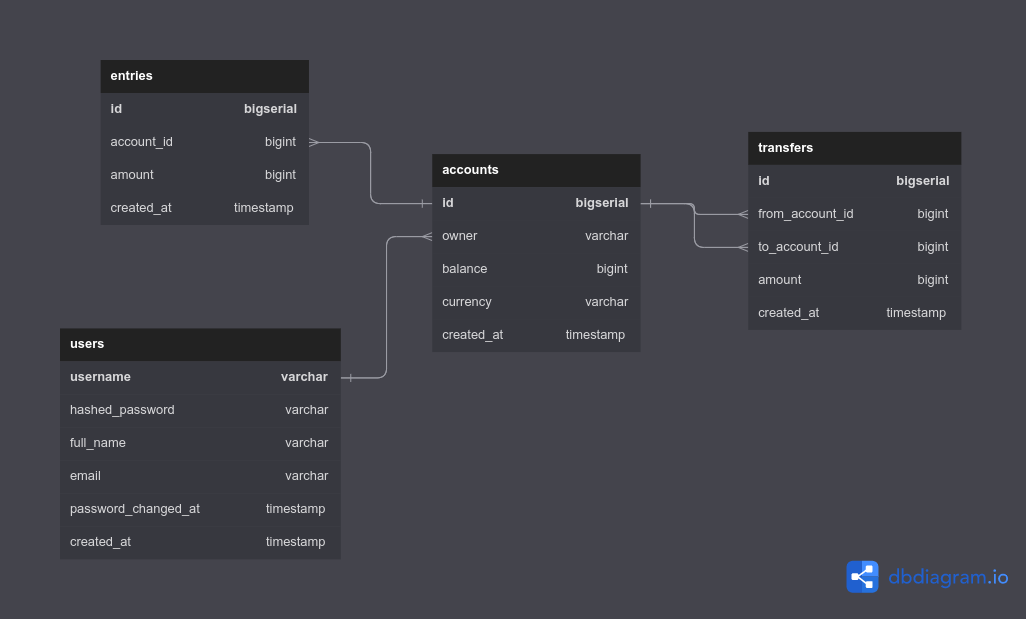 entries
id bigserial
account_id bigint
amount bigint
created_at timestamp
accounts
id bigserial
owner varchar
balance bigint
currency varchar
created_at timestamp
transfers
id bigserial
from_account_id bigint
to_account_id bigint
amount bigint
created_at timestamp
users
username varchar
hashed_password varchar
full_name varchar
email varchar
password_changed_at timestamp
created_at timestamp
dbdiagram.io